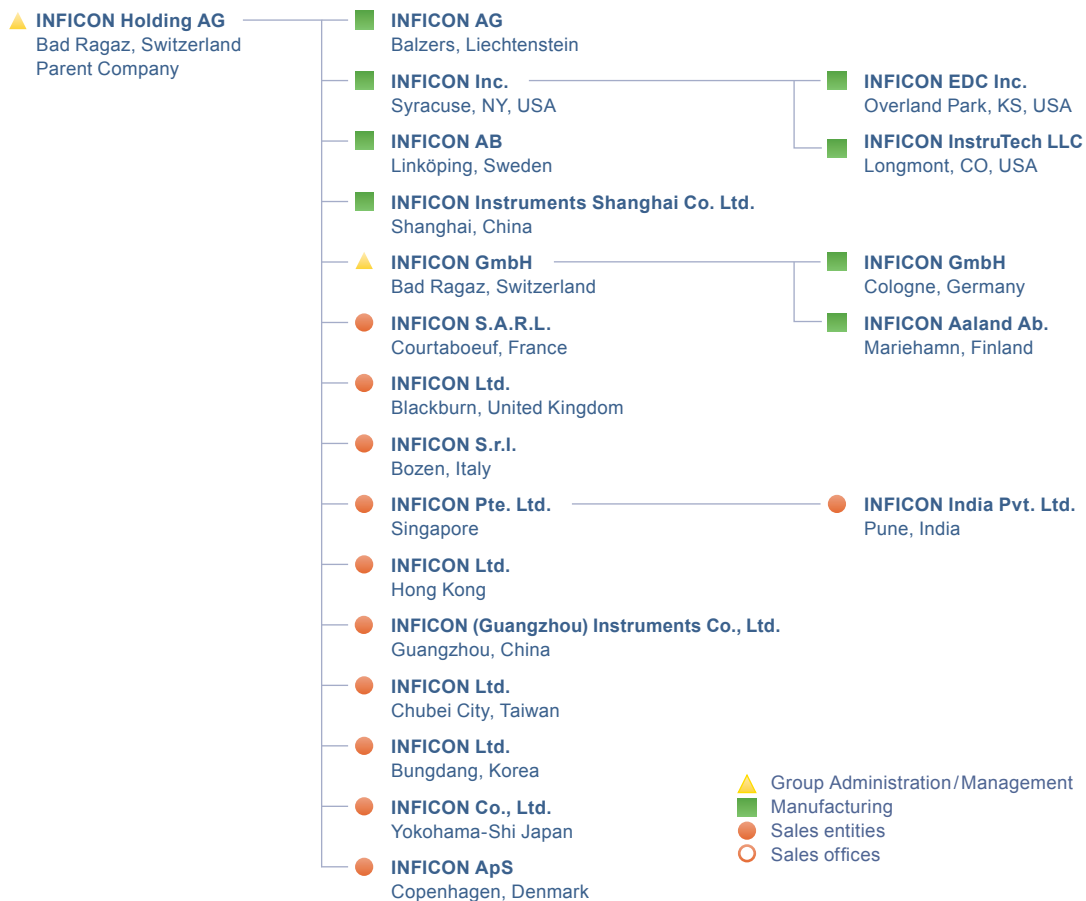 INFICON Holding AG
Bad Ragaz, Switzerland
Parent Company
INFICON AG
Balzers, Liechtenstein
INFICON Inc.
Syracuse, NY, USA
INFICON EDC Inc.
Overland Park, KS, USA
INFICON AB
Linköping, Sweden
INFICON InstruTech LLC
Longmont, CO, USA
INFICON Instruments Shanghai Co. Ltd.
Shanghai, China
INFICON GmbH
Bad Ragaz, Switzerland
INFICON GmbH
Cologne, Germany
INFICON S.A.R.L.
Courtaboeuf, France
INFICON Aaland Ab.
Mariehamn, Finland
INFICON Ltd.
Blackburn, United Kingdom
INFICON S.r.l.
Bozen, Italy
INFICON Pte. Ltd.
Singapore
INFICON India Pvt. Ltd.
Pune, India
INFICON Ltd.
Hong Kong
INFICON (Guangzhou) Instruments Co., Ltd.
Guangzhou, China
INFICON Ltd.
Chubei City, Taiwan
INFICON Ltd.
Bungdang, Korea
INFICON Co., Ltd.
Yokohama-Shi Japan
INFICON ApS
Copenhagen, Denmark
Group Administration/Management
Manufacturing
Sales entities
Sales offices